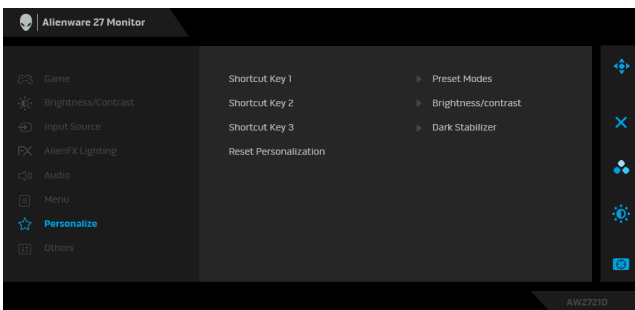 Alienware 27 Monitor
Game
Brightness/Contrast
Input Source
FX AlienFX Lighting
Audio
Menu
Personalize
Others
Shortcut Key 1 Preset Modes
Shortcut Key 2 Brightness/contrast
Shortcut Key 3 Dark Stabilizer
Reset Personalization
AW2721D